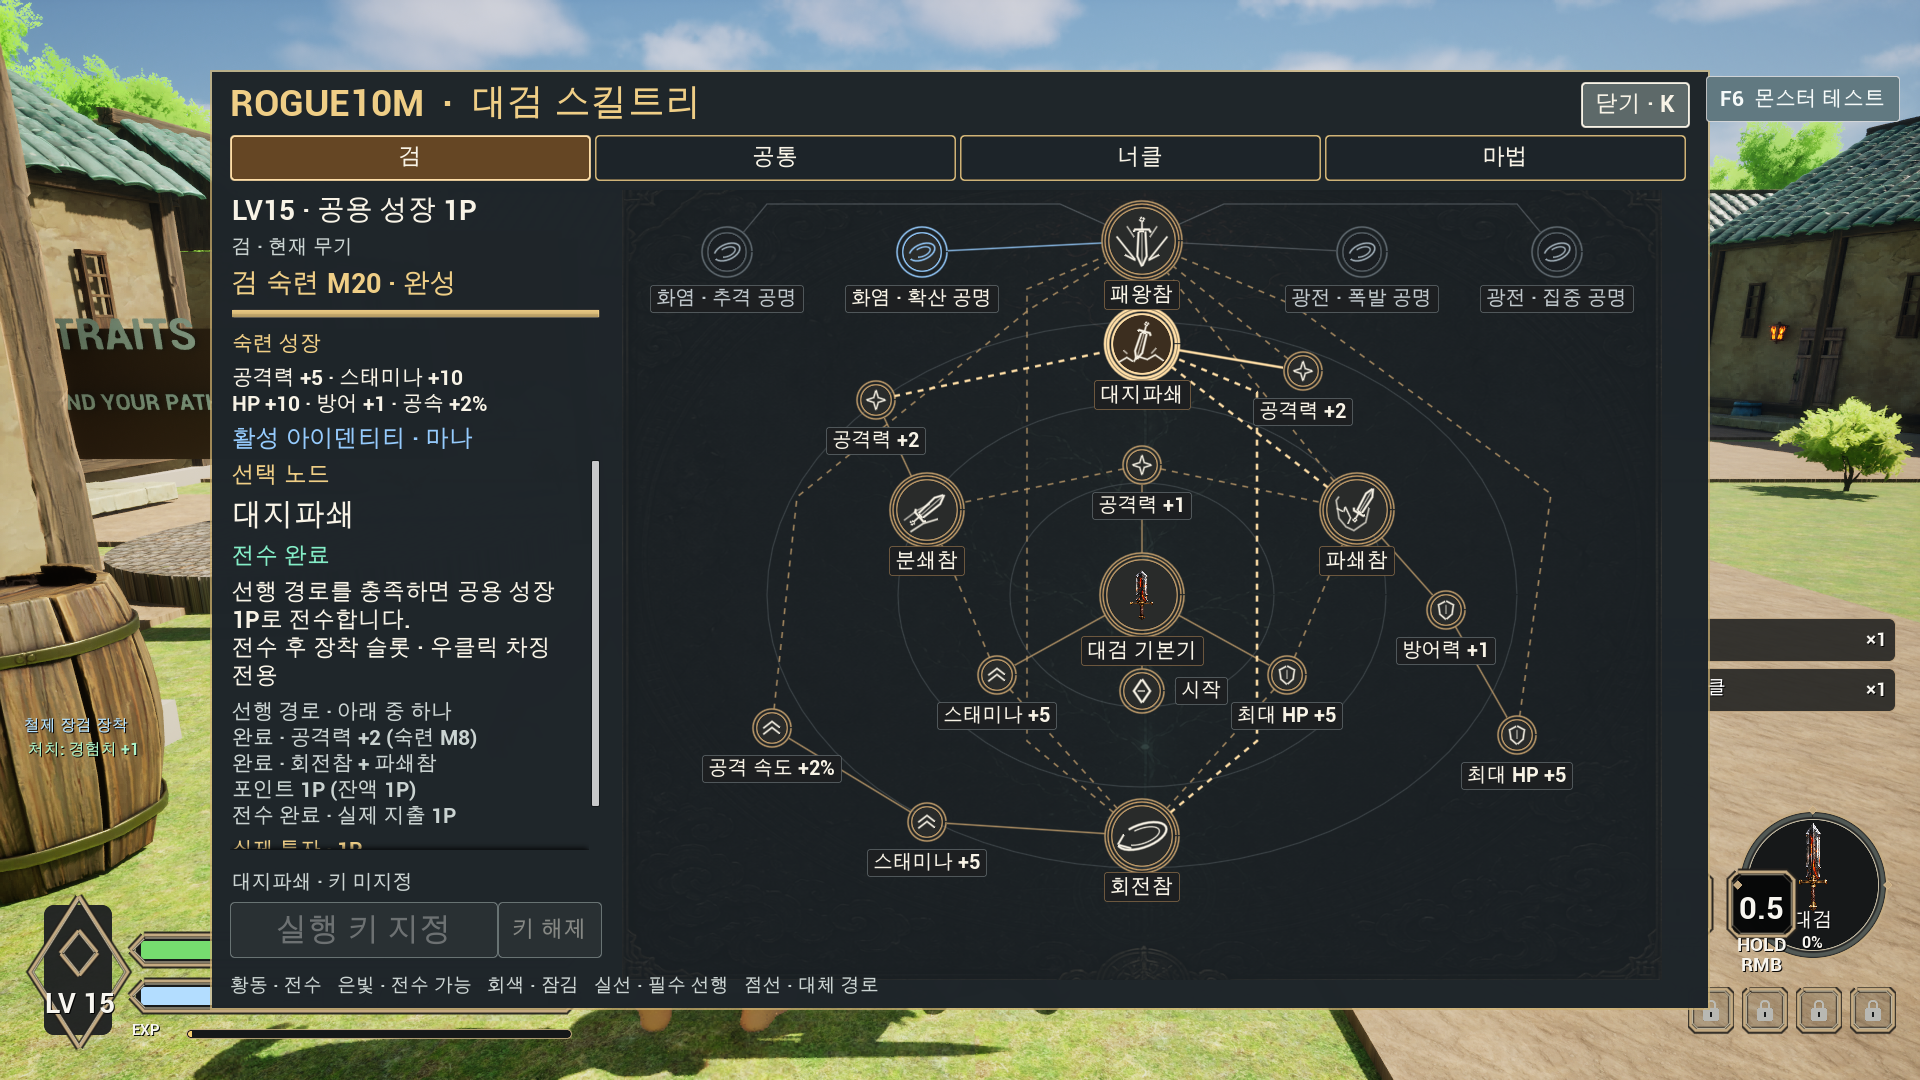 ROGUE10M · 대검 스킬트리
닫기 · K
F6 몬스터 테스트
검
공통
너클
마법
LV15 · 공용 성장 1P
검 · 현재 무기
검 숙련 M20 · 완성
숙련 성장
공격력 +5 · 스태미나 +10
HP +10 · 방어 +1 · 공속 +2%
활성 아이덴티티 · 마나
선택 노드
대지파쇄
전수 완료
선행 경로를 충족하면 공용 성장
1P로 전수합니다.
전수 후 장착 슬롯 · 우클릭 차징
전용
선행 경로 · 아래 중 하나
완료 · 공격력 +2 (숙련 M8)
완료 · 회전참 + 파쇄참
포인트 1P (잔액 1P)
전수 완료 · 실제 지출 1P
실제 투자 · 1P
대지파쇄 · 키 미지정
실행 키 지정
키 해제
황동 · 전수 은빛 · 전수 가능 회색 · 잠김 실선 · 필수 선행 점선 · 대체 경로
화염 · 추격 공명
화염 · 확산 공명
패왕참
광전 · 폭발 공명
광전 · 집중 공명
대지파쇄
공격력 +2
공격력 +2
공격력 +1
분쇄참
파쇄참
대검 기본기
방어력 +1
시작
스태미나 +5
최대 HP +5
공격 속도 +2%
최대 HP +5
스태미나 +5
회전참
TRAITS
ND YOUR PATH
철제 장검 장착
처치: 경험치 +1
LV 15
EXP
×1
클 ×1
0.5
대검
0%
HOLD
RMB